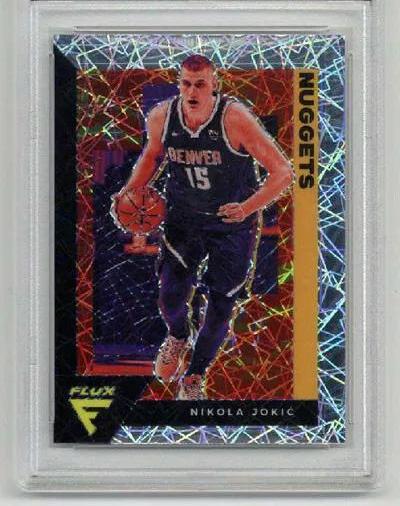 NUGGETS
DENVER
15
FLUX
F
NIKOLA JOKIĆ